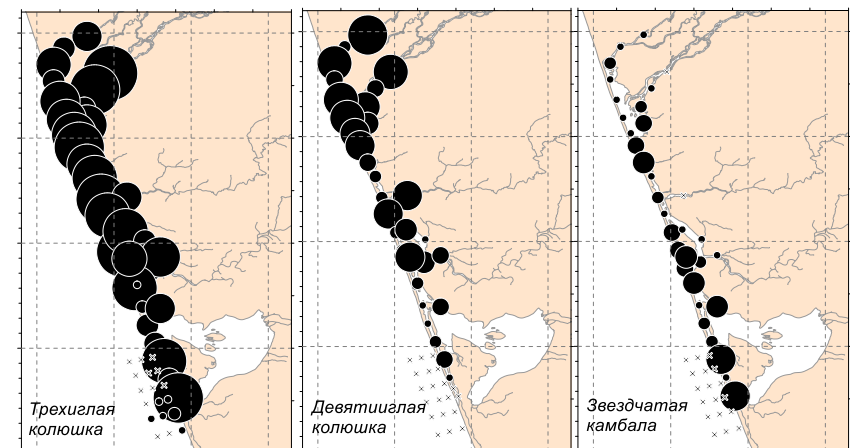 Трехиглая
колюшка
Девятииглая
колюшка
Звездчатая
камбала